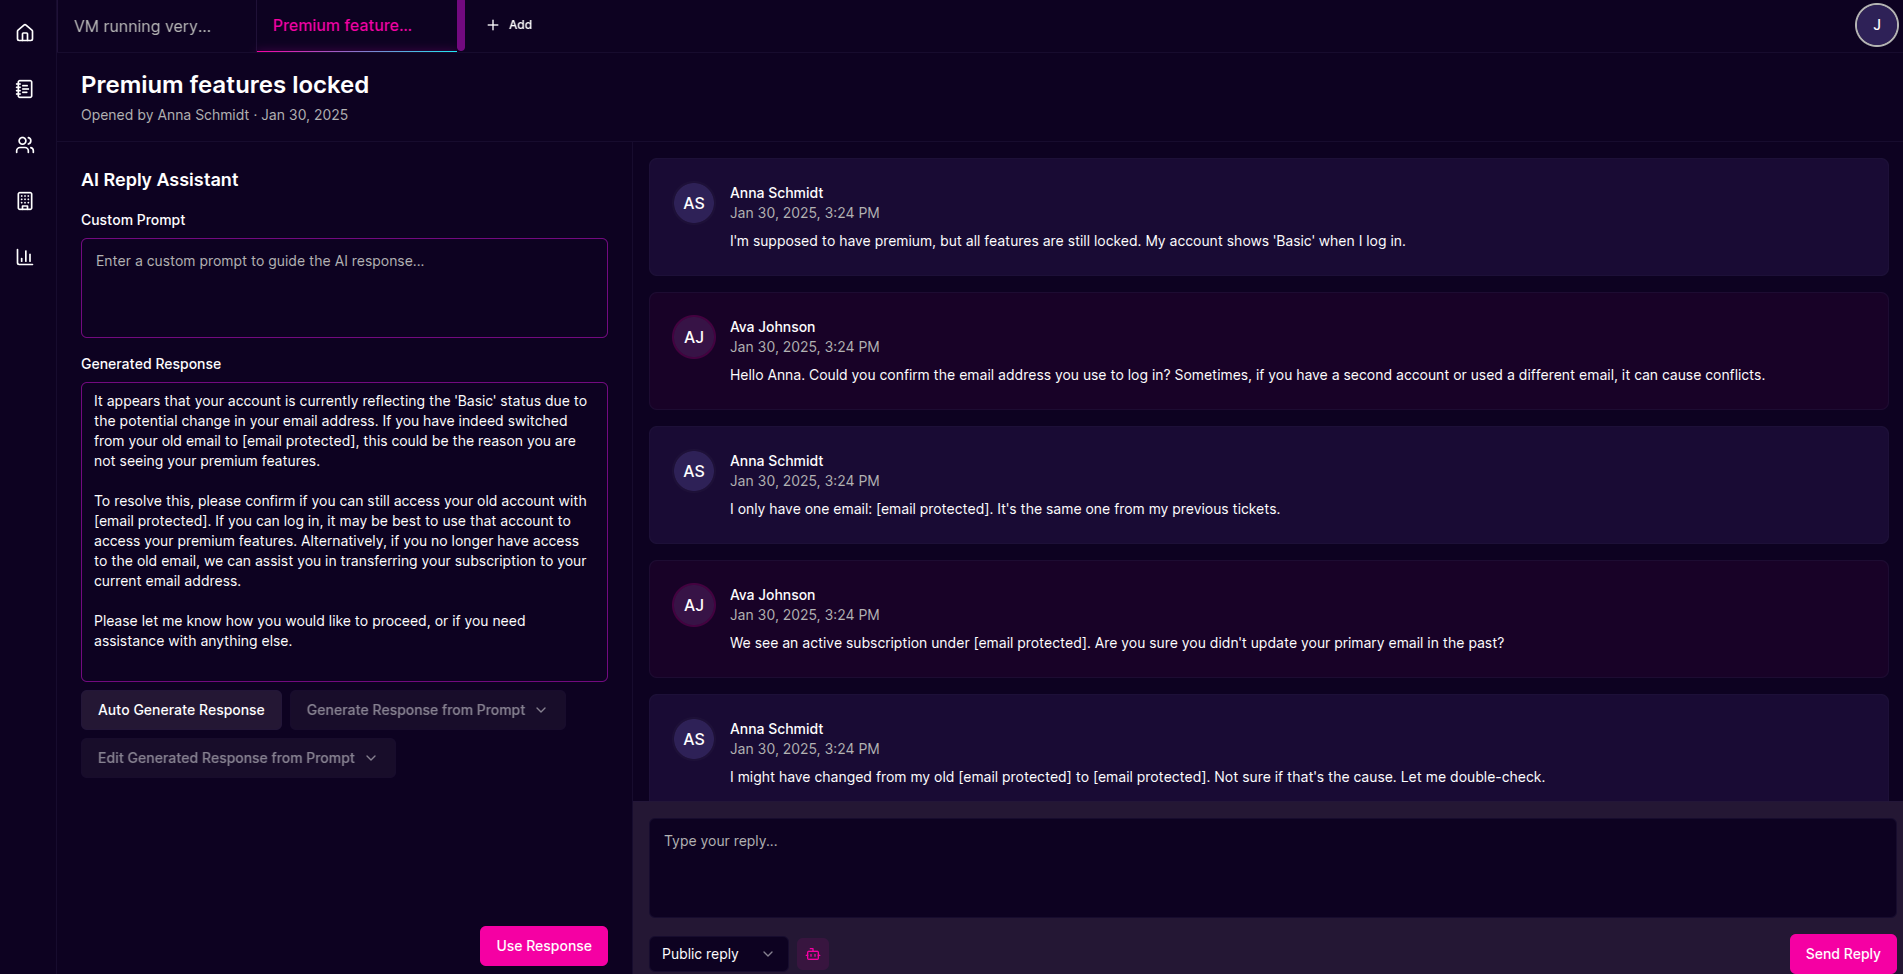 VM running very...
Premium feature...
Add
J
Premium features locked
Opened by Anna Schmidt · Jan 30, 2025
AI Reply Assistant
Custom Prompt
Enter a custom prompt to guide the AI response...
Generated Response
It appears that your account is currently reflecting the 'Basic' status due to
the potential change in your email address. If you have indeed switched
from your old email to [email protected], this could be the reason you are
not seeing your premium features.
To resolve this, please confirm if you can still access your old account with
[email protected]. If you can log in, it may be best to use that account to
access your premium features. Alternatively, if you no longer have access
to the old email, we can assist you in transferring your subscription to your
current email address.
Please let me know how you would like to proceed, or if you need
assistance with anything else.
Auto Generate Response
Generate Response from Prompt
Edit Generated Response from Prompt
Use Response
AS
Anna Schmidt
Jan 30, 2025, 3:24 PM
I'm supposed to have premium, but all features are still locked. My account shows 'Basic' when I log in.
AJ
Ava Johnson
Jan 30, 2025, 3:24 PM
Hello Anna. Could you confirm the email address you use to log in? Sometimes, if you have a second account or used a different email, it can cause conflicts.
AS
Anna Schmidt
Jan 30, 2025, 3:24 PM
I only have one email: [email protected]. It's the same one from my previous tickets.
AJ
Ava Johnson
Jan 30, 2025, 3:24 PM
We see an active subscription under [email protected]. Are you sure you didn't update your primary email in the past?
AS
Anna Schmidt
Jan 30, 2025, 3:24 PM
I might have changed from my old [email protected] to [email protected]. Not sure if that's the cause. Let me double-check.
Type your reply...
Public reply
Send Reply